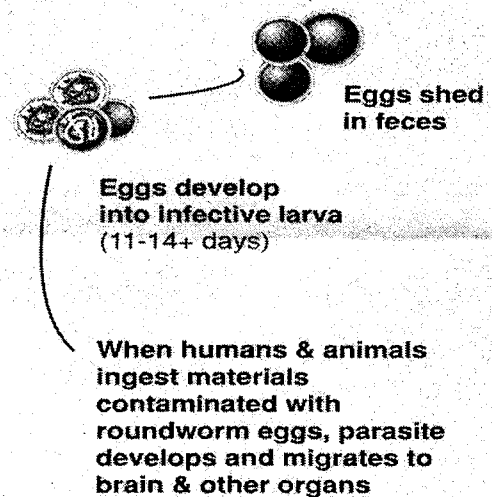 Eggs shed
in feces
Eggs develop
into infective larva
(11-14+ days)
When humans & animals
ingest materials
contaminated with
roundworm eggs, parasite
develops and migrates to
brain & other organs